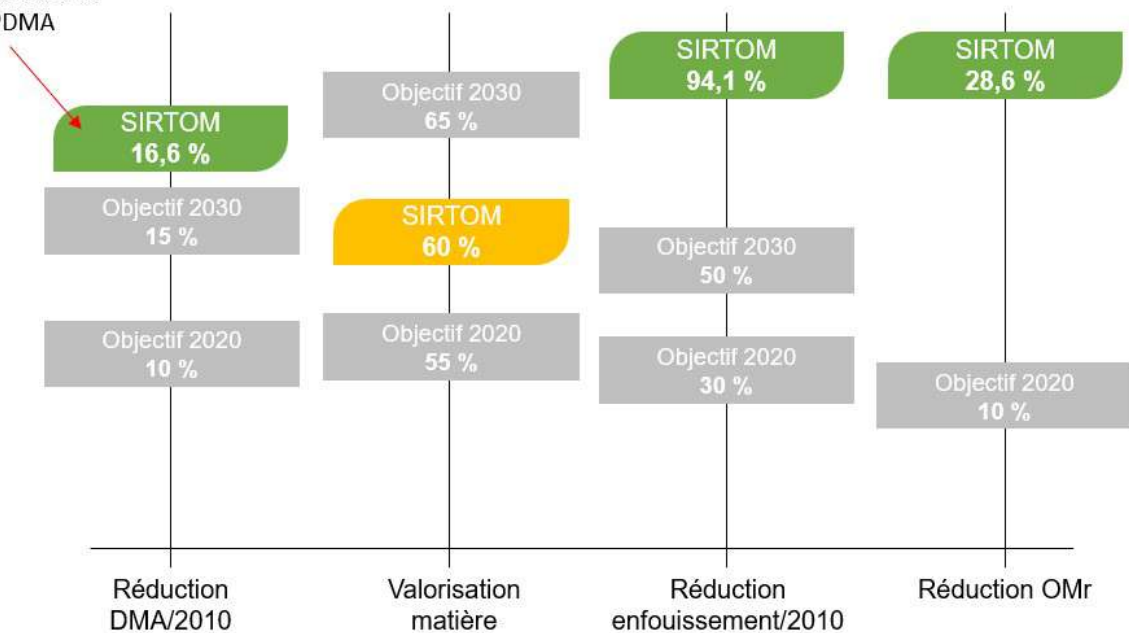 PDMA
SIRTOM
16,6 %
Objectif 2030
15 %
Objectif 2020
10 %
Objectif 2030
65 %
SIRTOM
60 %
Objectif 2020
55 %
SIRTOM
94,1 %
Objectif 2030
50 %
Objectif 2020
30 %
SIRTOM
28,6 %
Objectif 2020
10 %
Réduction
DMA/2010
Valorisation
matière
Réduction
enfouissement/2010
Réduction OMr